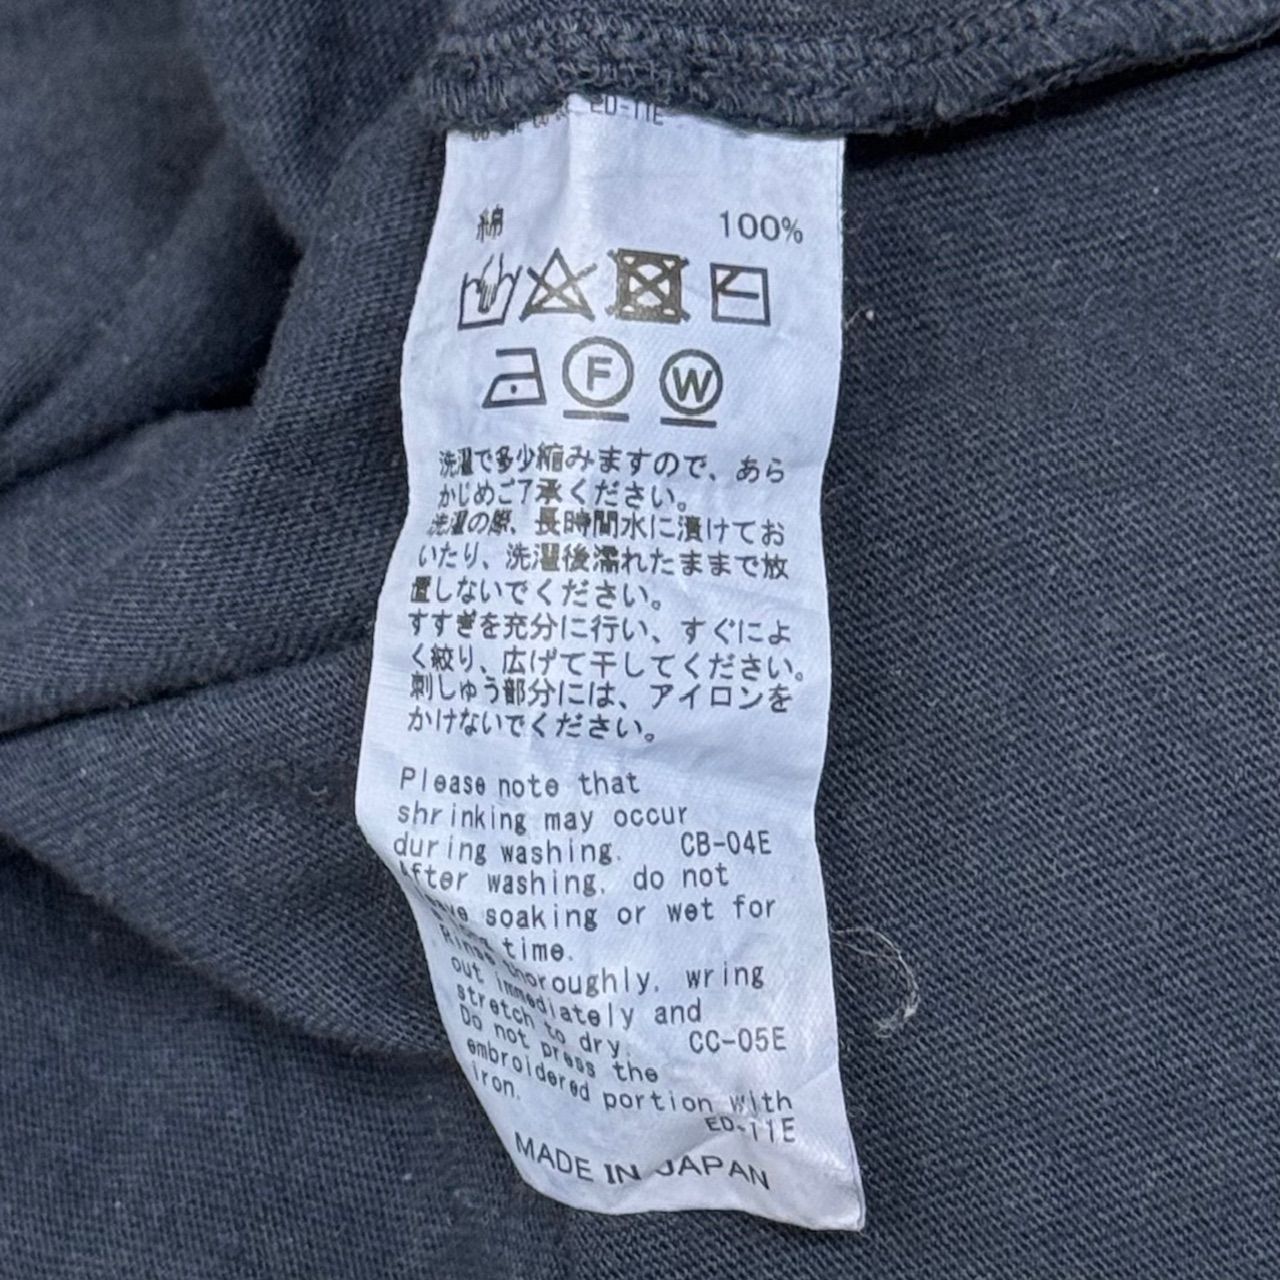 ED-11E
綿 100%
F W
洗濯で多少縮みますので、あら
かじめご了承ください。
洗濯の際、長時間水に漬けてお
いたり、洗濯後濡れたままで放
置しないでください。
すすぎを充分に行い、すぐによ
く絞り、広げて干してください。
刺しゅう部分には、アイロンを
かけないでください。
Please note that
shrinking may occur
during washing. CB-04E
After washing, do not
leave soaking or wet for
a long time.
Rinse thoroughly, wring
out immediately and
stretch to dry. CC-05E
Do not press the
embroidered portion with
iron. ED-11E
MADE IN JAPAN